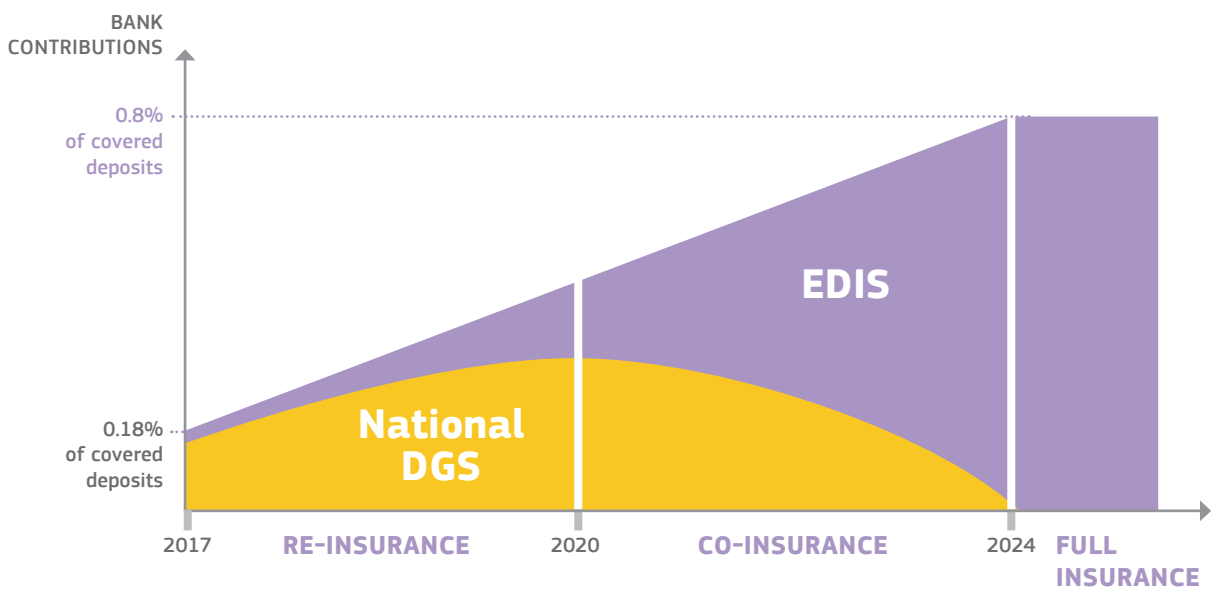 BANK
CONTRIBUTIONS
0.8%
of covered
deposits
EDIS
National
DGS
0.18%
of covered
deposits
2017
RE-INSURANCE
2020
CO-INSURANCE
2024
FULL
INSURANCE